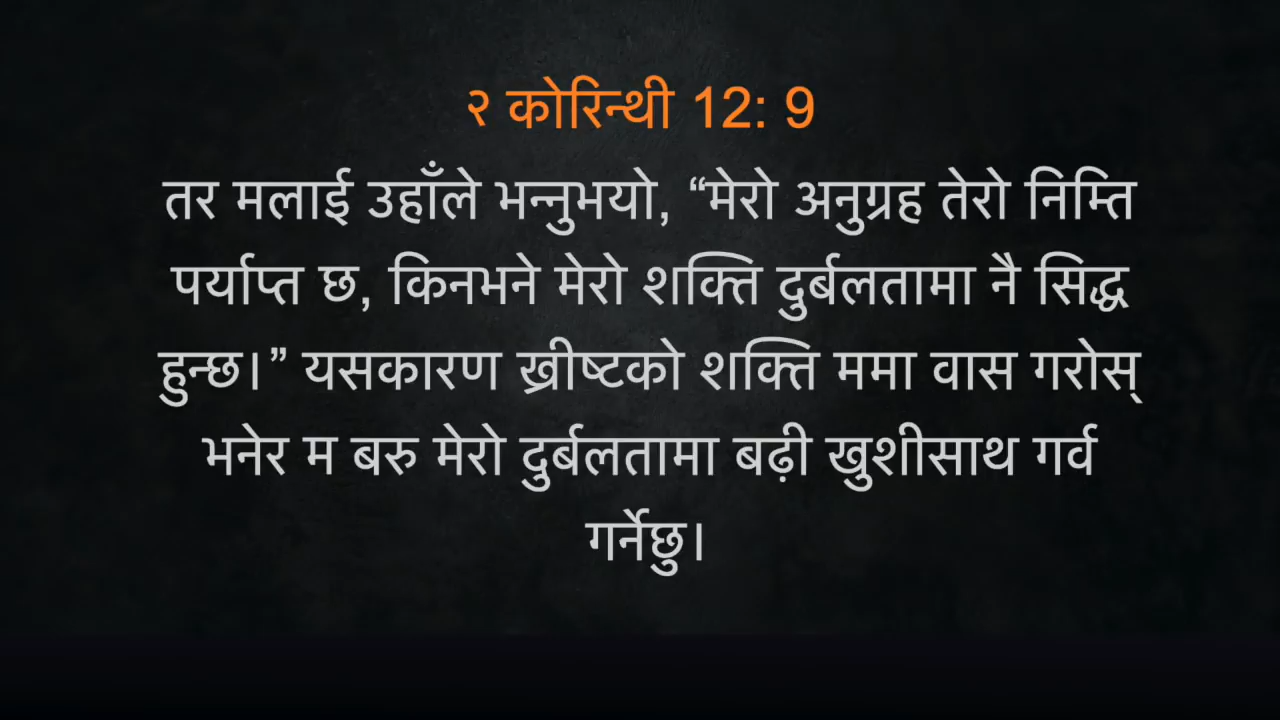 २ कोरिन्थी 12: 9
तर मलाई उहाँले भन्नुभयो, “मेरो अनुग्रह तेरो निम्ति
पर्याप्त छ, किनभने मेरो शक्ति दुर्बलतामा नै सिद्ध
हुन्छ।” यसकारण ख्रीष्टको शक्ति ममा वास गरोस्
भनेर म बरु मेरो दुर्बलतामा बढ़ी खुशीसाथ गर्व
गर्नेछु।